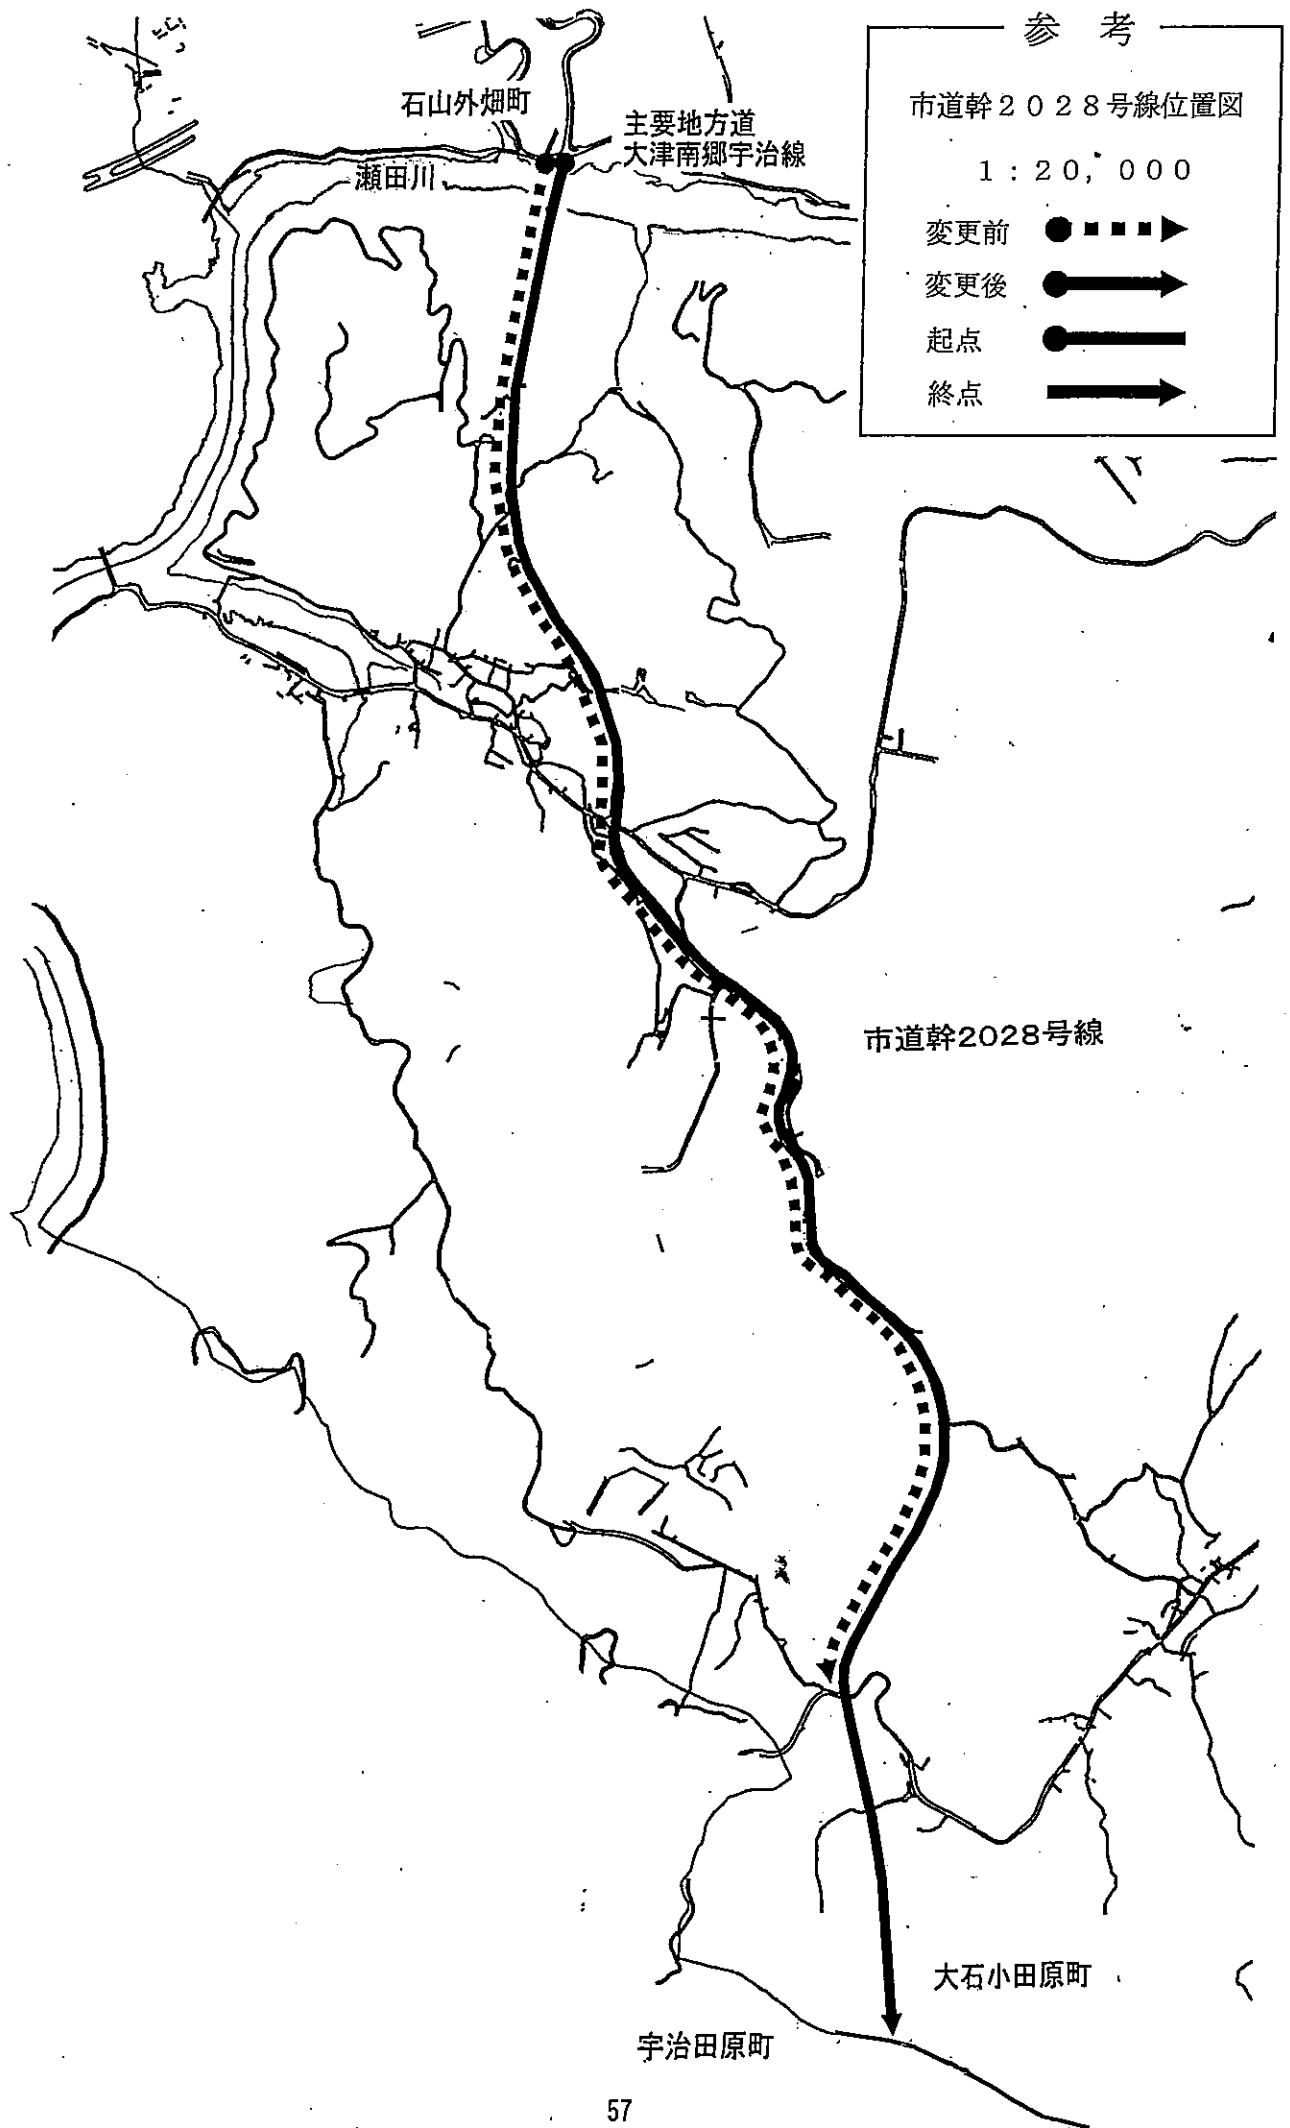 参考
市道幹２０２８号線位置図
１：２０，０００
変更前
変更後
起点
終点
石山外畑町
主要地方道
大津南郷宇治線
瀬田川
市道幹2028号線
大石小田原町
宇治田原町
57